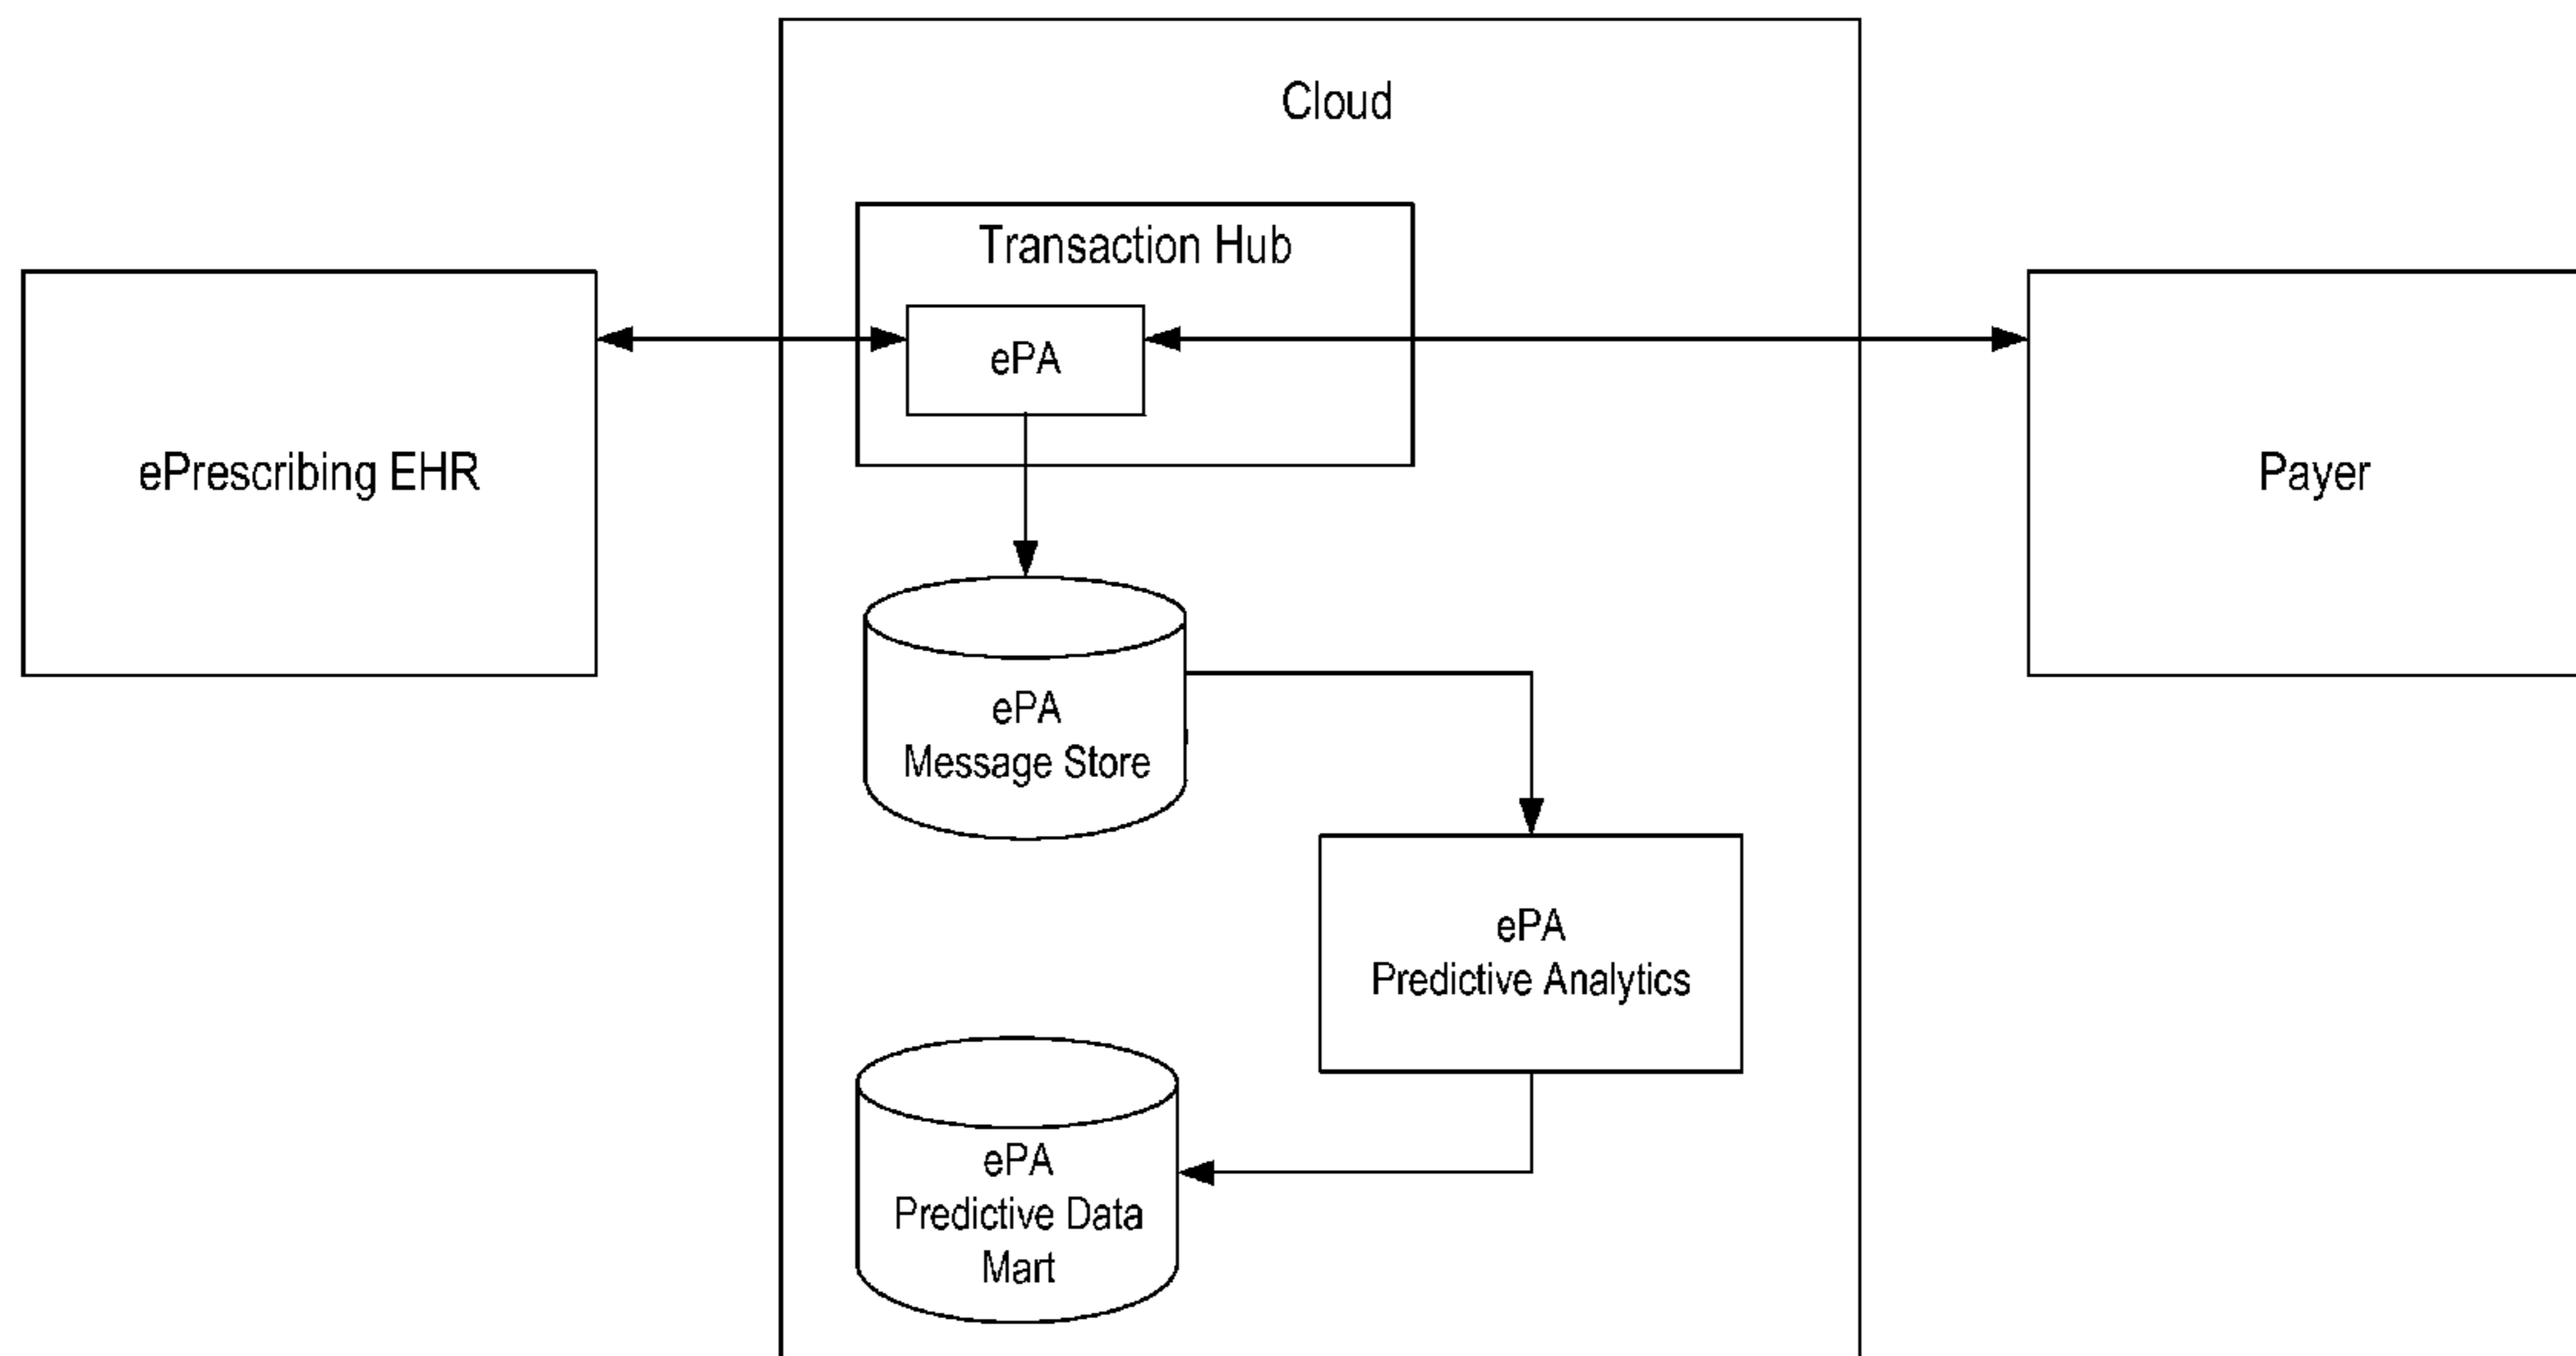 Cloud
Transaction Hub
ePA
ePrescribing EHR
Payer
ePA
Message Store
ePA
Predictive Analytics
ePA
Predictive Data
Mart